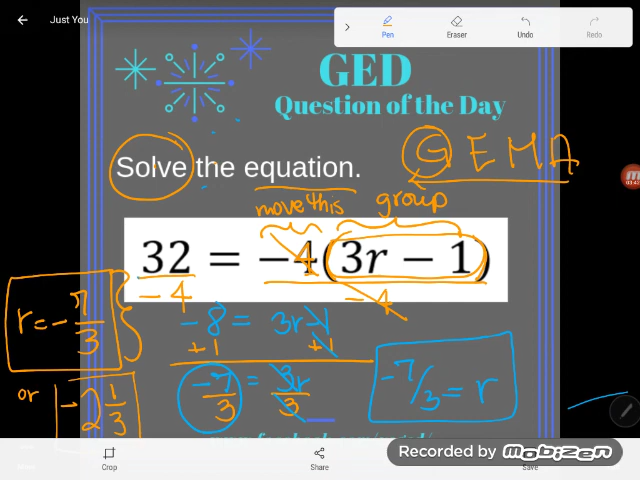 Just You
Pen
Eraser
Undo
Redo
GED
Question of the Day
Solve the equation.
GEMA
move this
group
32 = −4(3r − 1)
−4
−4
03:42
r = −7/3
−8 = 3r − 1
+1
+1
−7/3 = 3r/3
−7/3 = r
or
−2 1/3
Crop
Share
Save
Recorded by mobizen